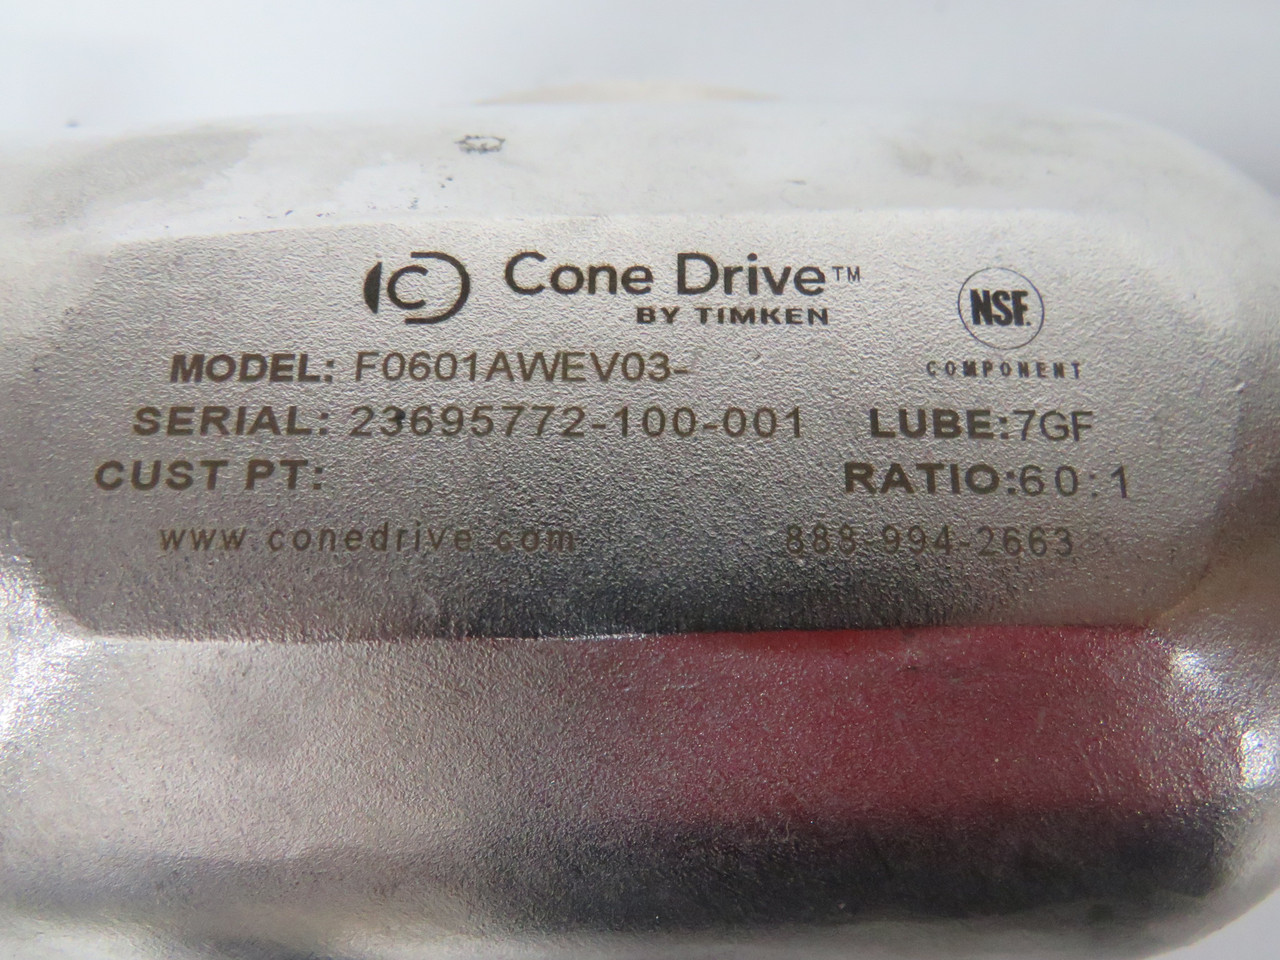 C Cone Drive™
BY TIMKEN
NSF.
COMPONENT
MODEL: F0601AWEV03-
SERIAL: 23695772-100-001
LUBE:7GF
CUST PT:
RATIO:60:1
www.conedrive.com
888-994-2663